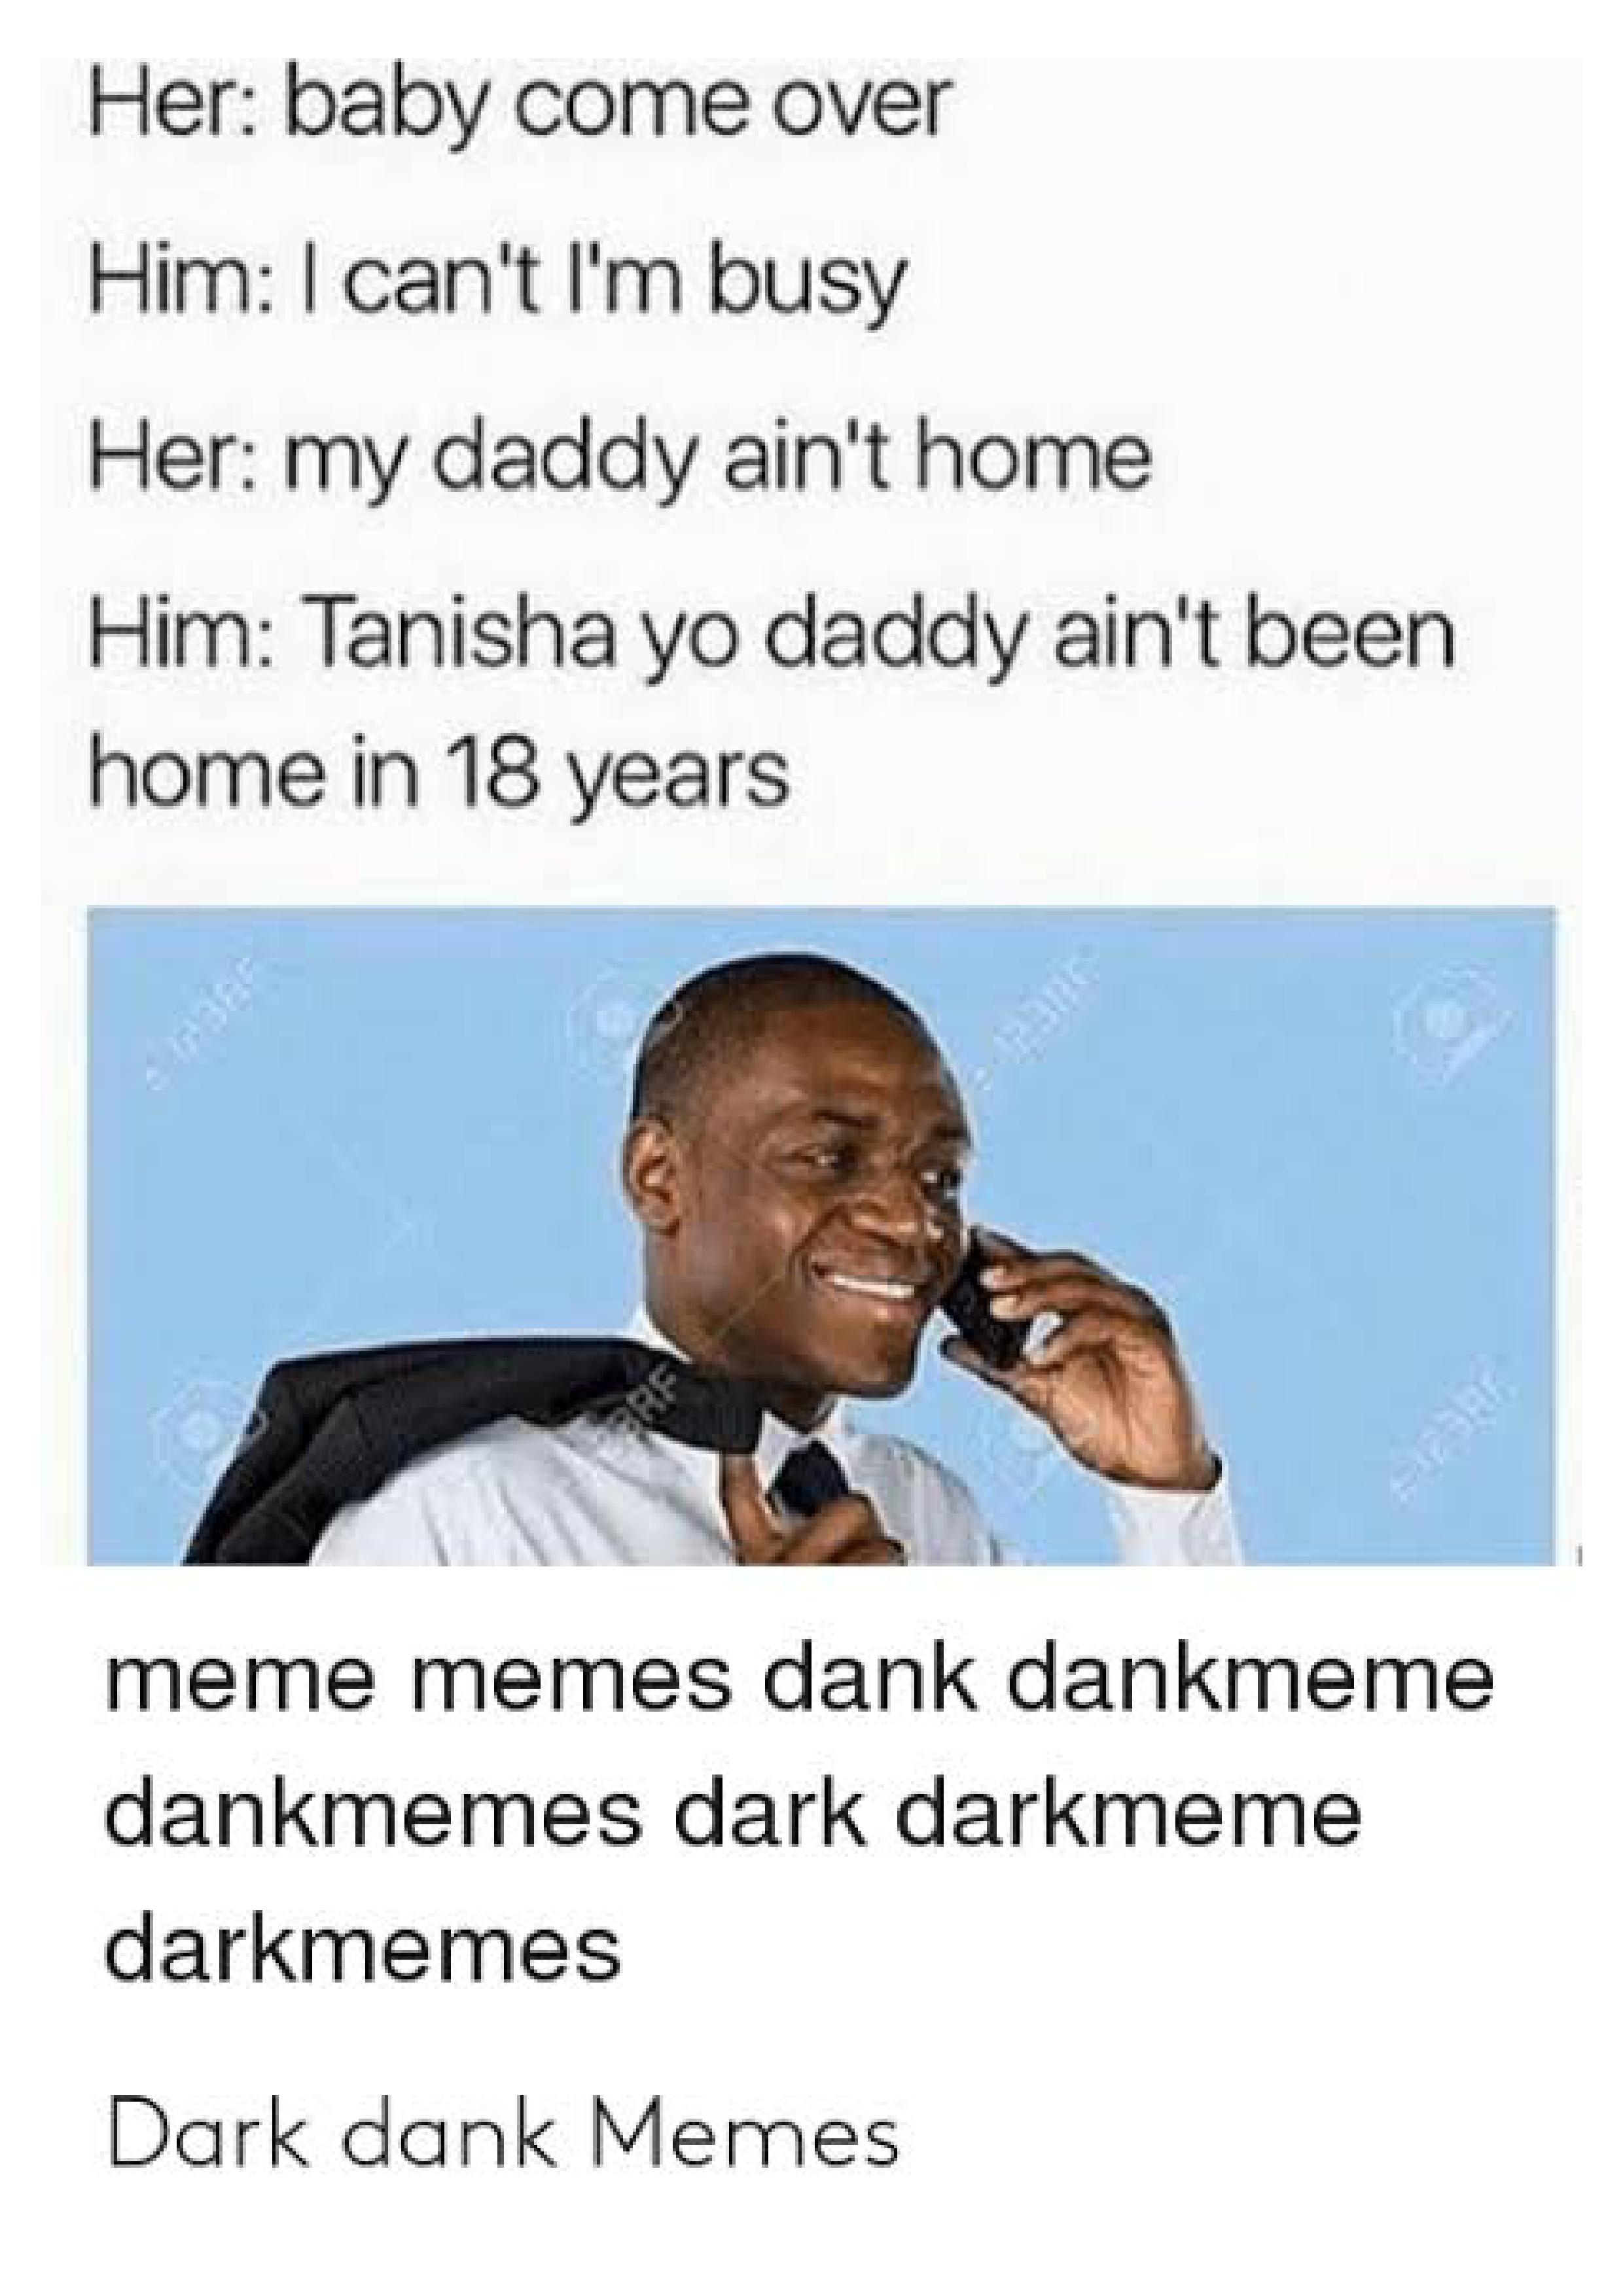 Her: baby come over
Him: I can't I'm busy
Her: my daddy ain't home
Him: Tanisha yo daddy ain't been
home in 18 years
meme memes dank dankmeme
dankmemes dark darkmeme
darkmemes
Dark dank Memes